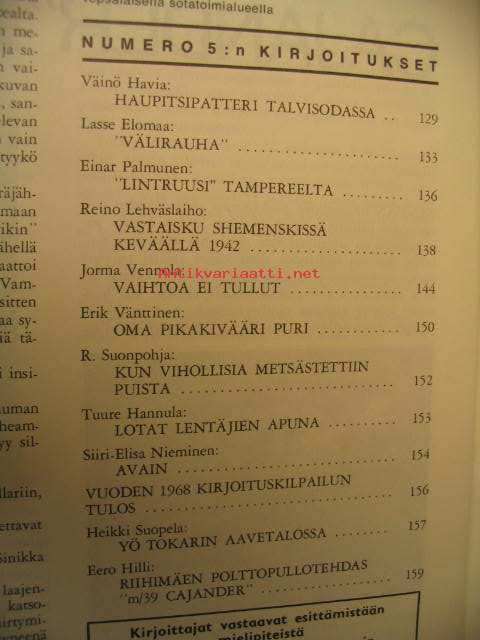 topsalaisella sotatoimialueella
NUMERO 5:n KIRJOITUKSET
Väinö Havia:
HAUPITSIPATTERI TALVISODASSA .. 129
Lasse Elomaa:
"VÄLIRAUHA" .................... 133
Einar Palmunen:
"LINTRUUSI" TAMPEREELTA ......... 136
Reino Lehväslaiho:
VASTAISKU SHEMENSKISSÄ
KEVÄÄLLÄ 1942 .................. 138
Jorma Vennola:
VAIHTOA EI TULLUT .............. 144
Erik Vänttinen:
OMA PIKAKIVÄÄRI PURI ........... 150
R. Suonpohja:
KUN VIHOLLISIA METSÄSTETTIIN
PUISTA ......................... 152
Tuure Hannula:
LOTAT LENTÄJIEN APUNA .......... 153
Siiri-Elisa Nieminen:
AVAIN .......................... 154
VUODEN 1968 KIRJOITUSKILPAILUN
TULOS .......................... 156
Heikki Suopela:
YÖ TOKARIN AAVETALOSSA ......... 157
Eero Hilli:
RIIHIMÄEN POLTTOPULLOTEHDAS
"m/39 CAJANDER" ................ 159
Kirjoittajat vastaavat esittämistään
mielipiteistä
Antikvariaatti.net